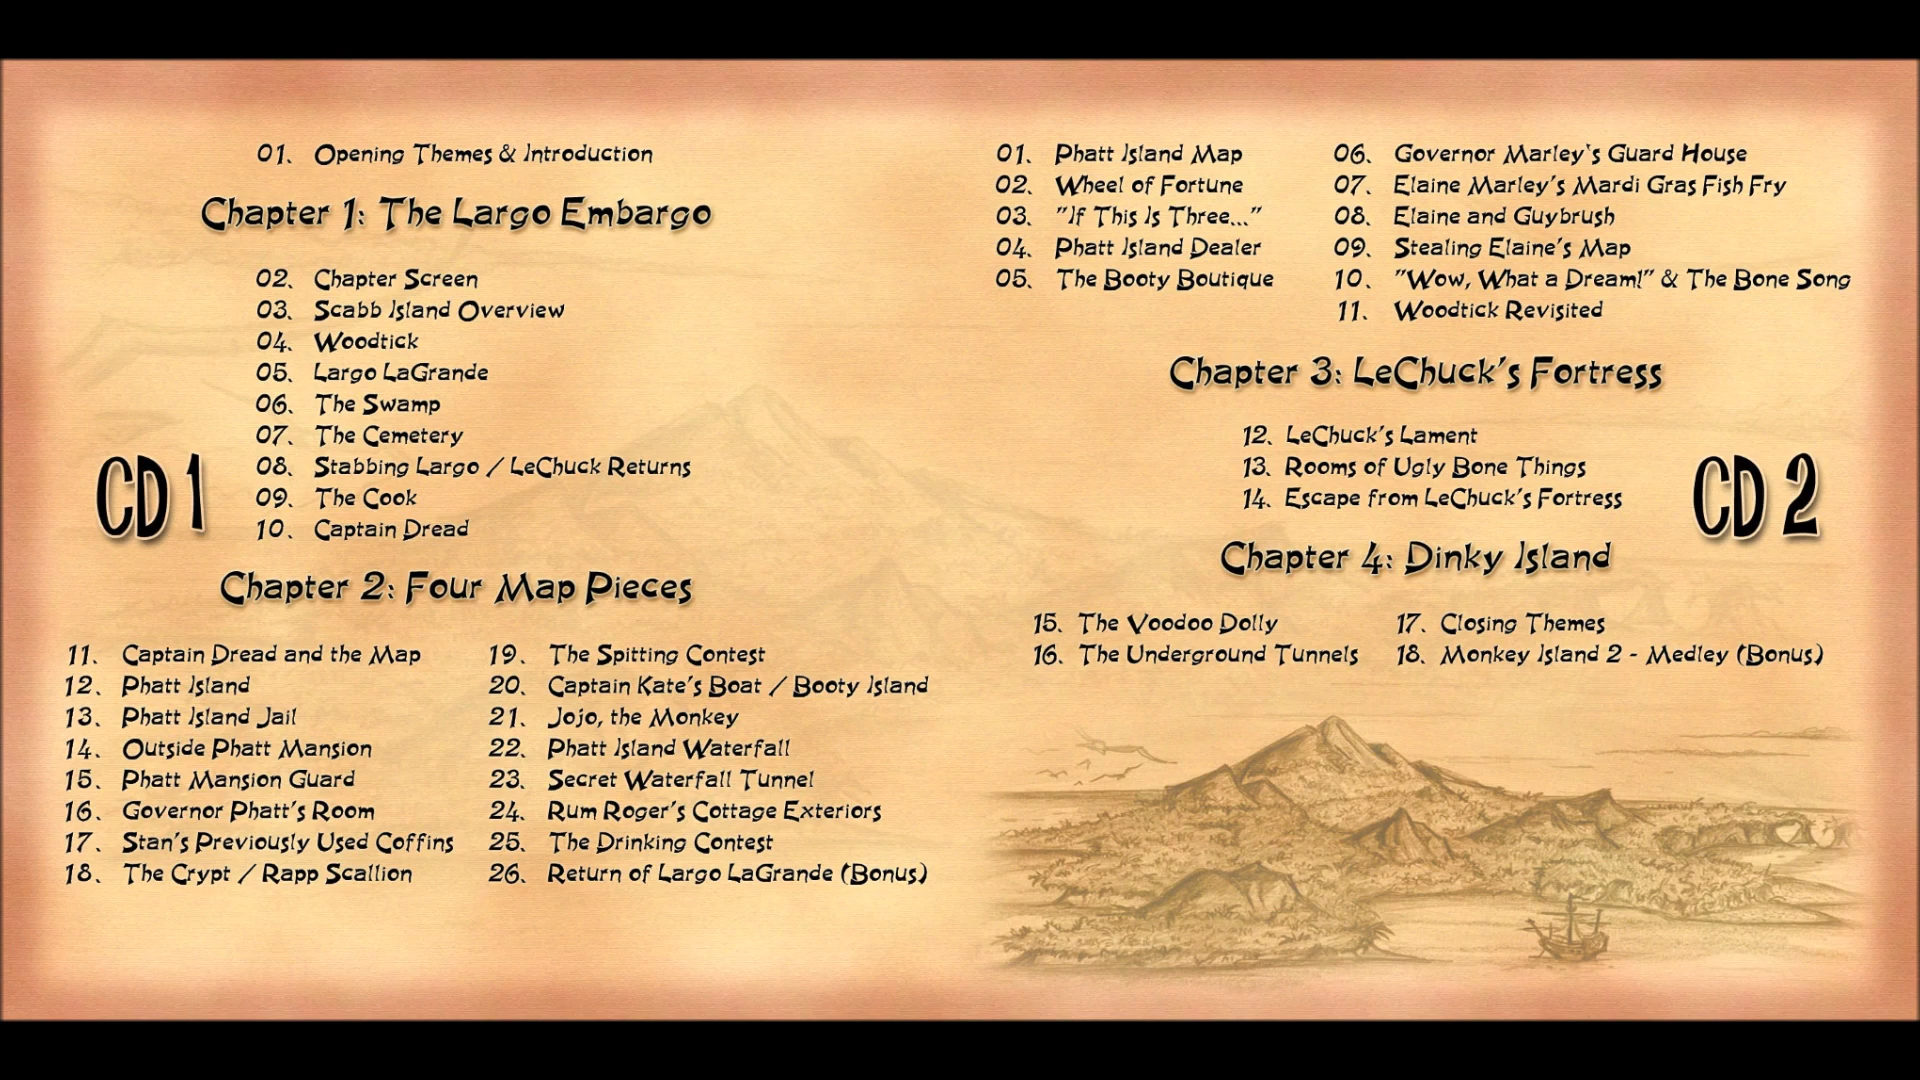 01. Opening Themes & Introduction
Chapter 1: The Largo Embargo
02. Chapter Screen
03. Scabb Island Overview
04. Woodtick
05. Largo LaGrande
06. The Swamp
07. The Cemetery
08. Stabbing Largo / LeChuck Returns
09. The Cook
10. Captain Dread
CD 1
Chapter 2: Four Map Pieces
11. Captain Dread and the Map
12. Phatt Island
13. Phatt Island Jail
14. Outside Phatt Mansion
15. Phatt Mansion Guard
16. Governor Phatt's Room
17. Stan's Previously Used Coffins
18. The Crypt / Rapp Scallion
19. The Spitting Contest
20. Captain Kate's Boat / Booty Island
21. Jojo, the Monkey
22. Phatt Island Waterfall
23. Secret Waterfall Tunnel
24. Rum Roger's Cottage Exteriors
25. The Drinking Contest
26. Return of Largo LaGrande (Bonus)
01. Phatt Island Map
02. Wheel of Fortune
03. "If This Is Three..."
04. Phatt Island Dealer
05. The Booty Boutique
06. Governor Marley`s Guard House
07. Elaine Marley's Mardi Gras Fish Fry
08. Elaine and Guybrush
09. Stealing Elaine's Map
10. "Wow, What a Dream!" & The Bone Song
11. Woodtick Revisited
Chapter 3: LeChuck's Fortress
12. LeChuck's Lament
13. Rooms of Ugly Bone Things
14. Escape from LeChuck's Fortress
CD 2
Chapter 4: Dinky Island
15. The Voodoo Dolly
16. The Underground Tunnels
17. Closing Themes
18. Monkey Island 2 - Medley (Bonus)